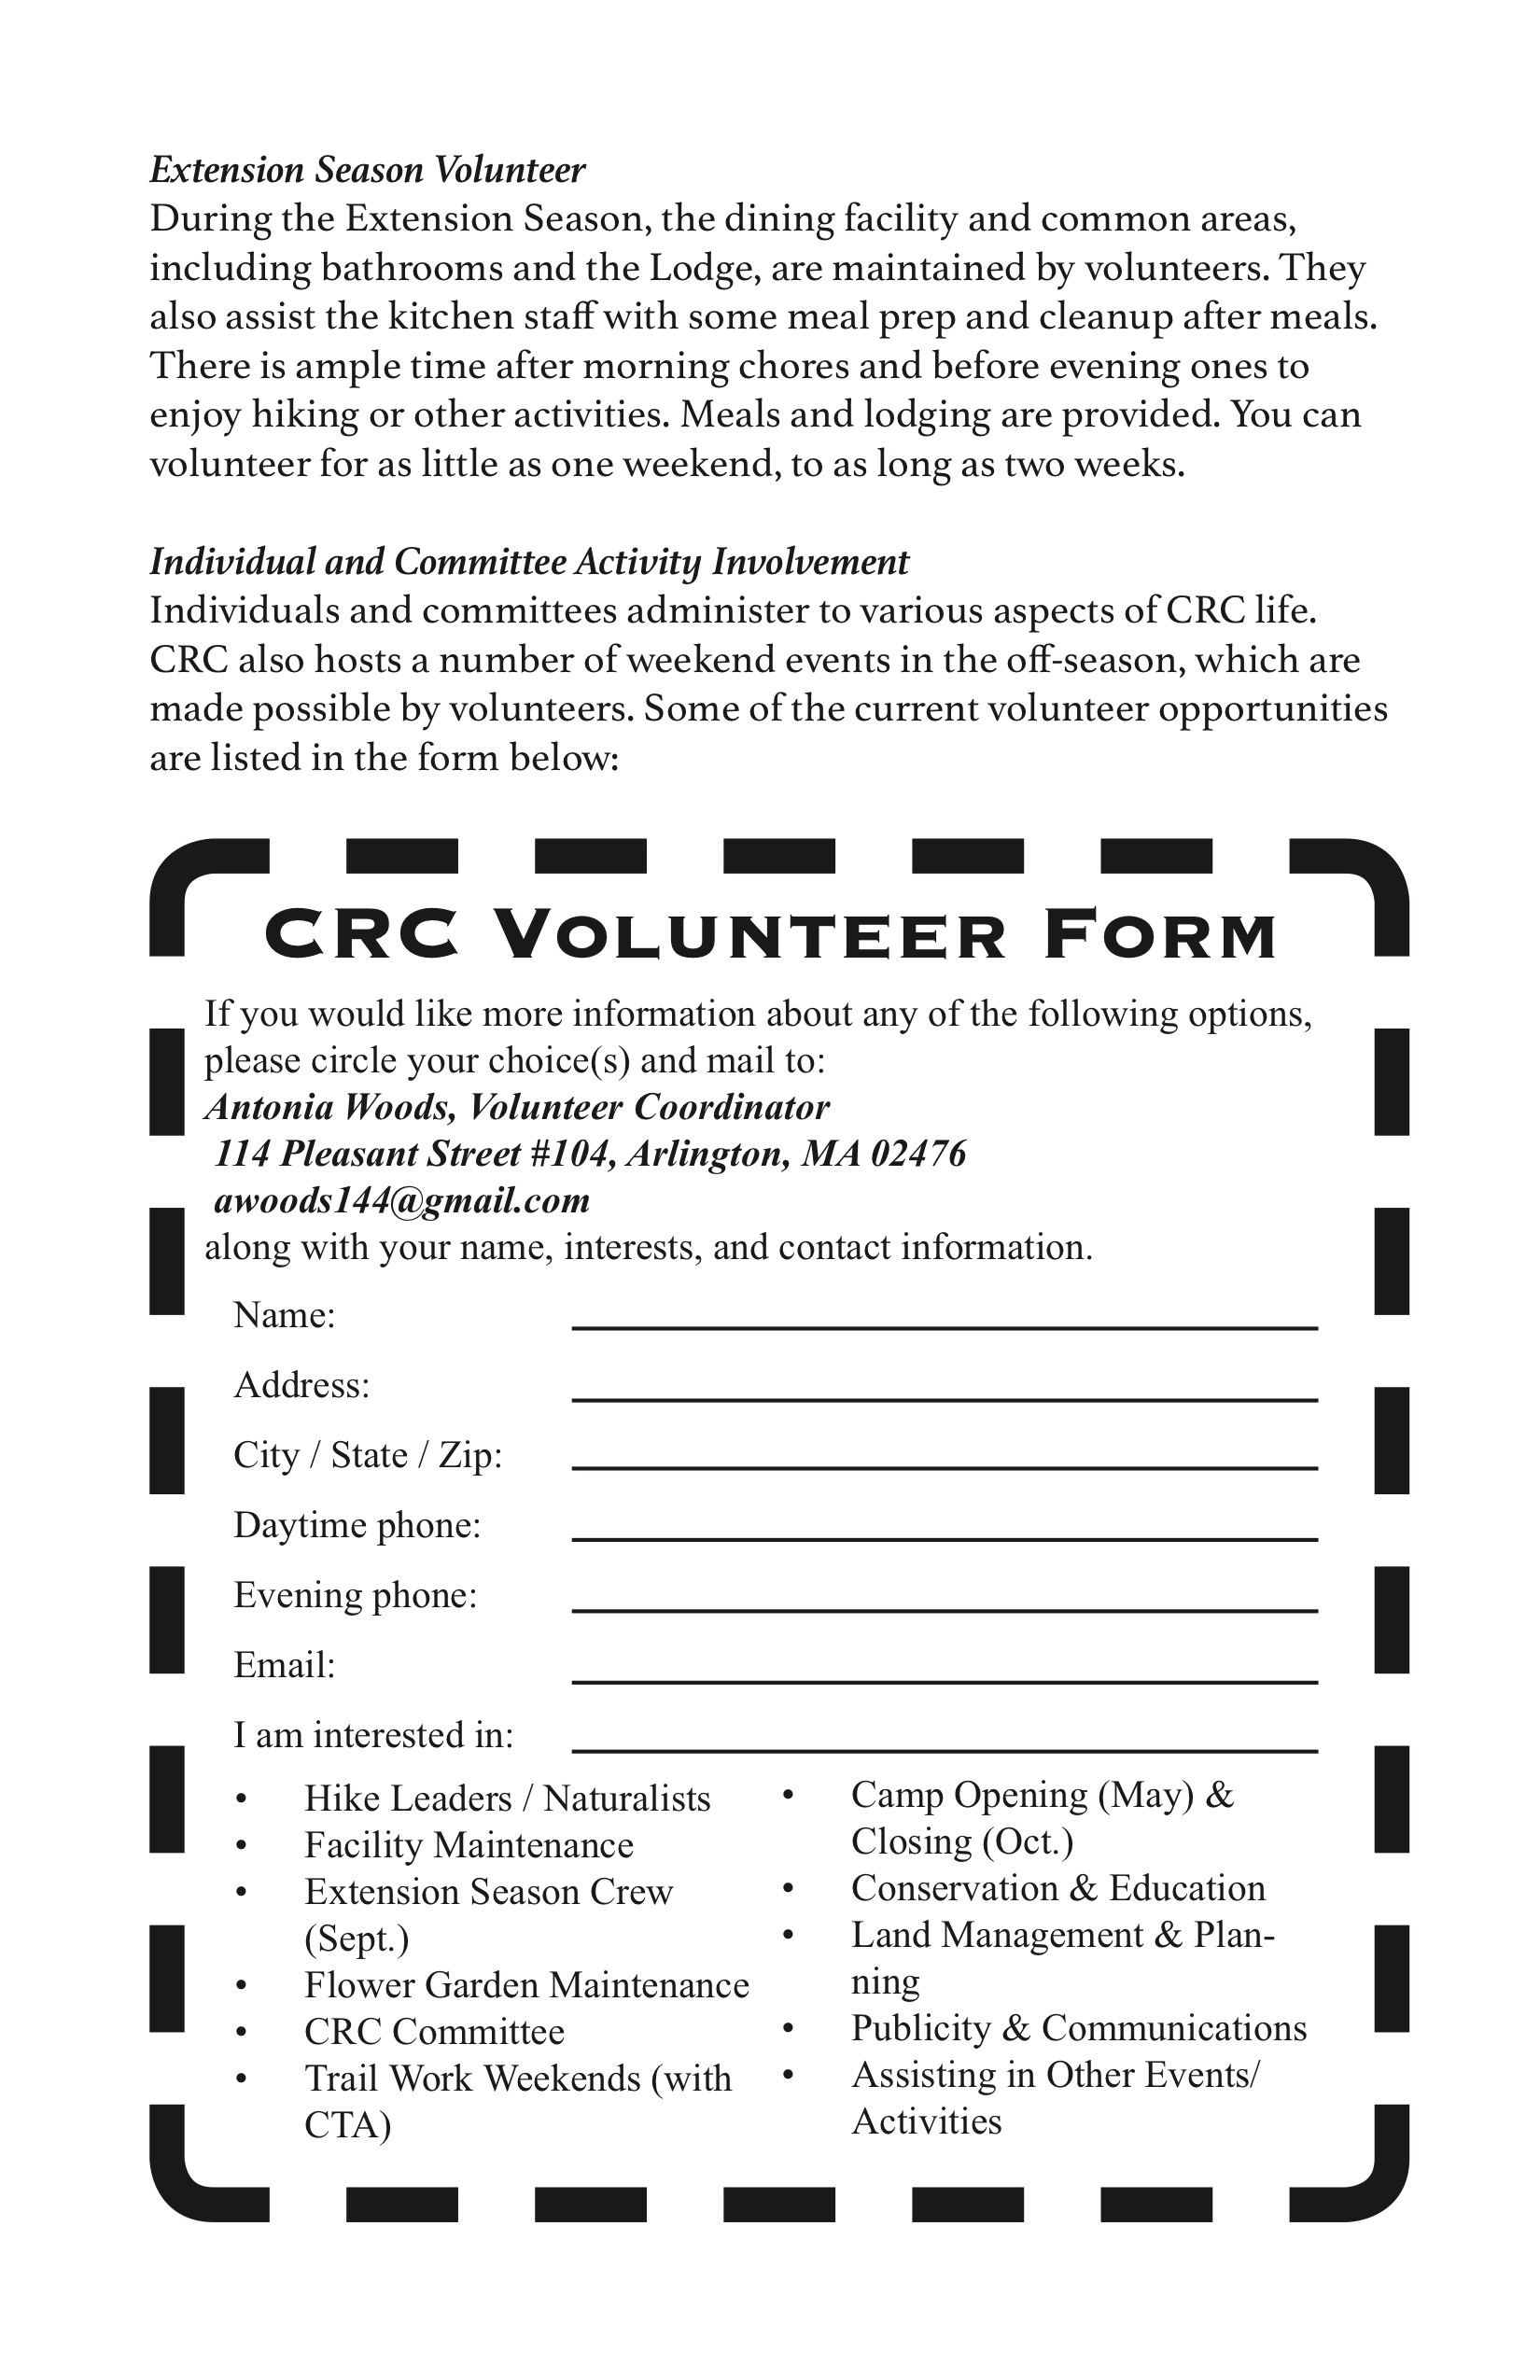 Extension Season Volunteer
During the Extension Season, the dining facility and common areas,
including bathrooms and the Lodge, are maintained by volunteers. They
also assist the kitchen staff with some meal prep and cleanup after meals.
There is ample time after morning chores and before evening ones to
enjoy hiking or other activities. Meals and lodging are provided. You can
volunteer for as little as one weekend, to as long as two weeks.
Individual and Committee Activity Involvement
Individuals and committees administer to various aspects of CRC life.
CRC also hosts a number of weekend events in the off-season, which are
made possible by volunteers. Some of the current volunteer opportunities
are listed in the form below:
CRC Volunteer Form
If you would like more information about any of the following options,
please circle your choice(s) and mail to:
Antonia Woods, Volunteer Coordinator
114 Pleasant Street #104, Arlington, MA 02476
awoods144@gmail.com
along with your name, interests, and contact information.
Name:
Address:
City / State / Zip:
Daytime phone:
Evening phone:
Email:
I am interested in:
• Hike Leaders / Naturalists
• Facility Maintenance
• Extension Season Crew
(Sept.)
• Flower Garden Maintenance
• CRC Committee
• Trail Work Weekends (with
CTA)
• Camp Opening (May) &
Closing (Oct.)
• Conservation & Education
• Land Management & Plan-
ning
• Publicity & Communications
• Assisting in Other Events/
Activities